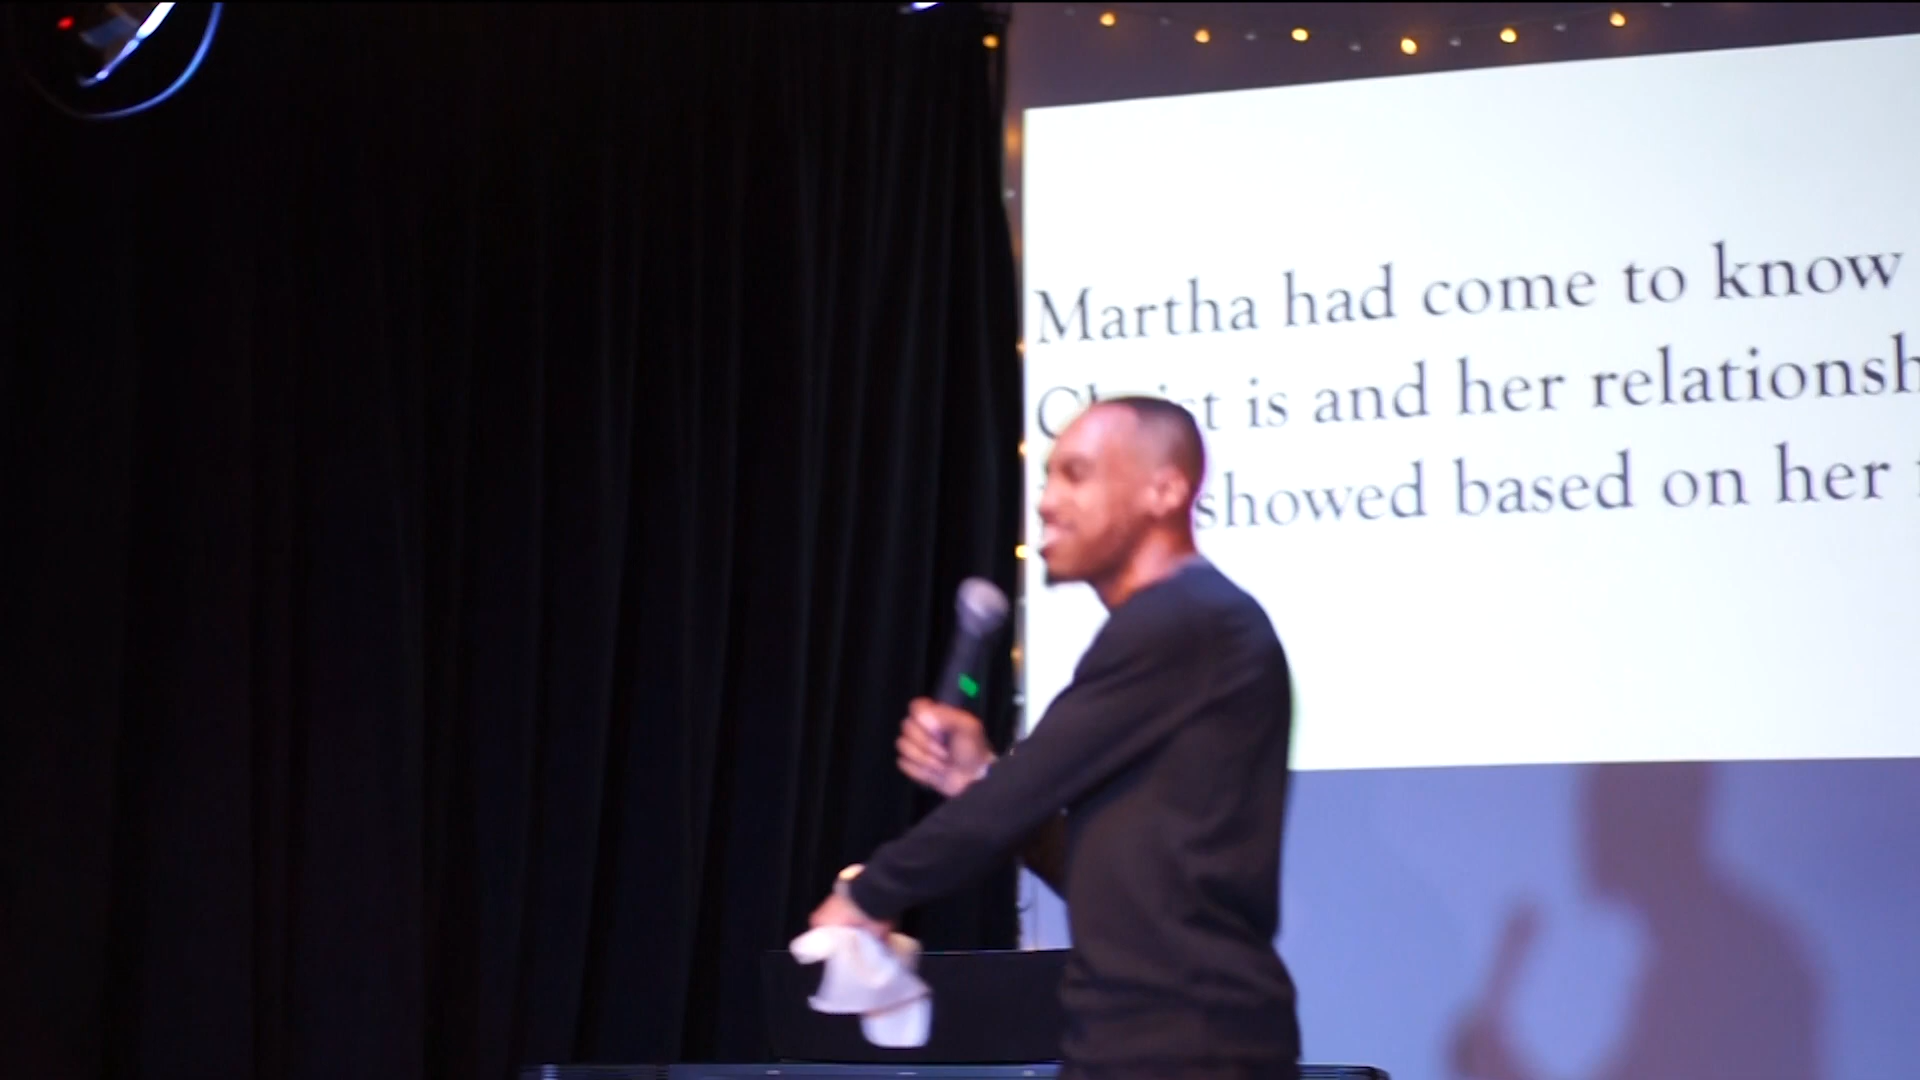 Martha had come to know
is and her relationsh
showed based on her